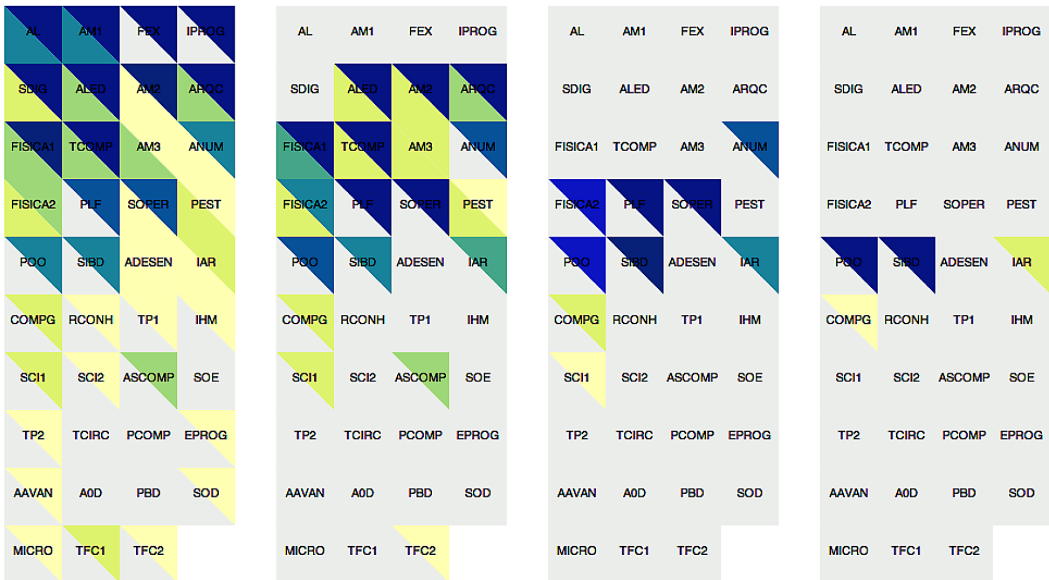 AL AM1 FEX IPROG AL AM1 FEX IPROG AL AM1 FEX IPROG AL AM1 FEX IPROG
SDIG ALED AM2 ARQC SDIG ALED AM2 ARQC SDIG ALED AM2 ARQC SDIG ALED AM2 ARQC
FISICA1 TCOMP AM3 ANUM FISICA1 TCOMP AM3 ANUM FISICA1 TCOMP AM3 ANUM FISICA1 TCOMP AM3 ANUM
FISICA2 PLF SOPER PEST FISICA2 PLF SOPER PEST FISICA2 PLF SOPER PEST FISICA2 PLF SOPER PEST
POO SIBD ADESEN IAR POO SIBD ADESEN IAR POO SIBD ADESEN IAR POO SIBD ADESEN IAR
COMPG RCONH TP1 IHM COMPG RCONH TP1 IHM COMPG RCONH TP1 IHM COMPG RCONH TP1 IHM
SCI1 SCI2 ASCOMP SOE SCI1 SCI2 ASCOMP SOE SCI1 SCI2 ASCOMP SOE SCI1 SCI2 ASCOMP SOE
TP2 TCIRC PCOMP EPROG TP2 TCIRC PCOMP EPROG TP2 TCIRC PCOMP EPROG TP2 TCIRC PCOMP EPROG
AAVAN A0D PBD SOD AAVAN A0D PBD SOD AAVAN A0D PBD SOD AAVAN A0D PBD SOD
MICRO TFC1 TFC2 MICRO TFC1 TFC2 MICRO TFC1 TFC2 MICRO TFC1 TFC2